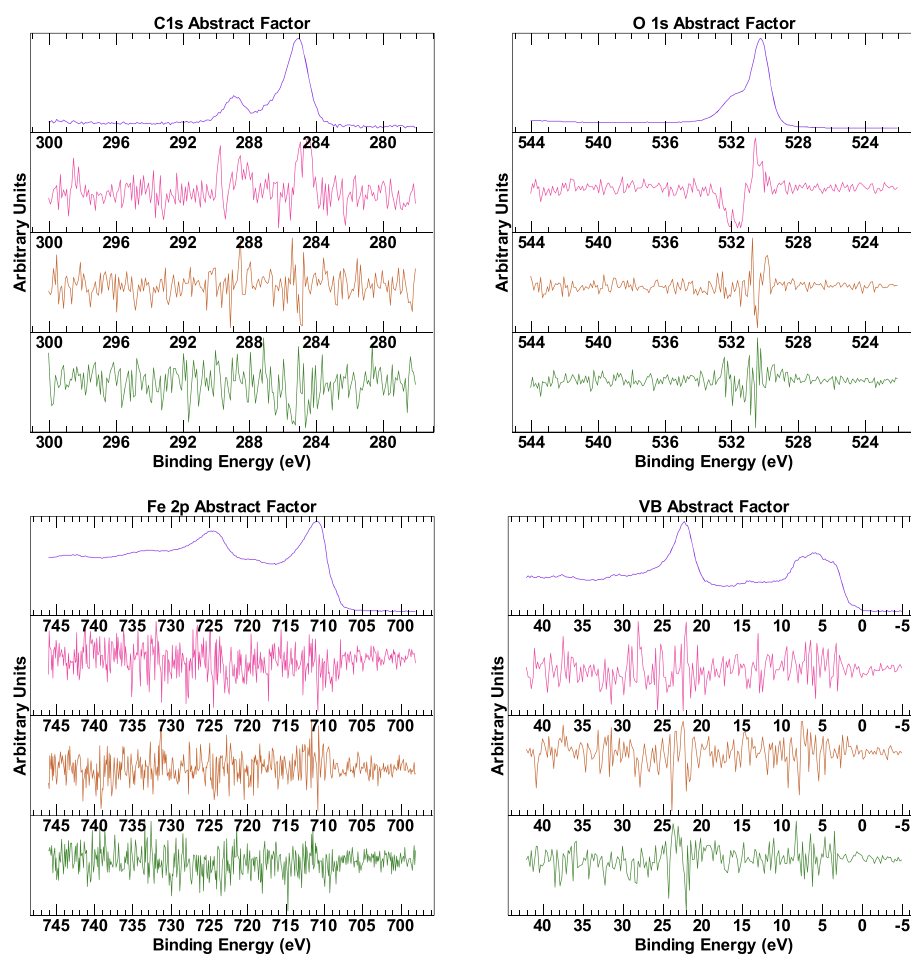 C1s Abstract Factor
300 296 292 288 284 280
300 296 292 288 284 280
300 296 292 288 284 280
300 296 292 288 284 280
Binding Energy (eV)
Arbitrary Units
O 1s Abstract Factor
544 540 536 532 528 524
544 540 536 532 528 524
544 540 536 532 528 524
544 540 536 532 528 524
Binding Energy (eV)
Arbitrary Units
Fe 2p Abstract Factor
745 740 735 730 725 720 715 710 705 700
745 740 735 730 725 720 715 710 705 700
745 740 735 730 725 720 715 710 705 700
745 740 735 730 725 720 715 710 705 700
Binding Energy (eV)
Arbitrary Units
VB Abstract Factor
40 35 30 25 20 15 10 5 0 -5
40 35 30 25 20 15 10 5 0 -5
40 35 30 25 20 15 10 5 0 -5
40 35 30 25 20 15 10 5 0 -5
Binding Energy (eV)
Arbitrary Units